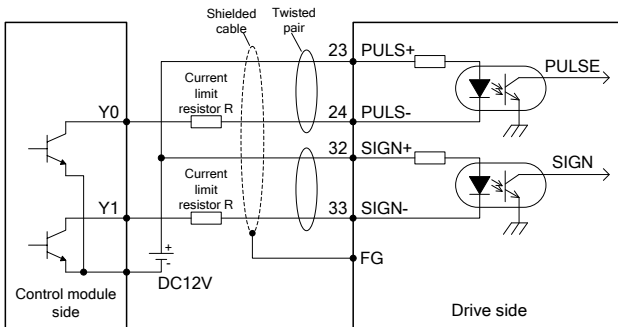 Shielded
cable
Twisted
pair
23 PULS+
PULSE
Current
limit
resistor R
Y0
24 PULS-
32 SIGN+
SIGN
Current
limit
resistor R
Y1
33 SIGN-
+
-
DC12V
FG
Control module
side
Drive side